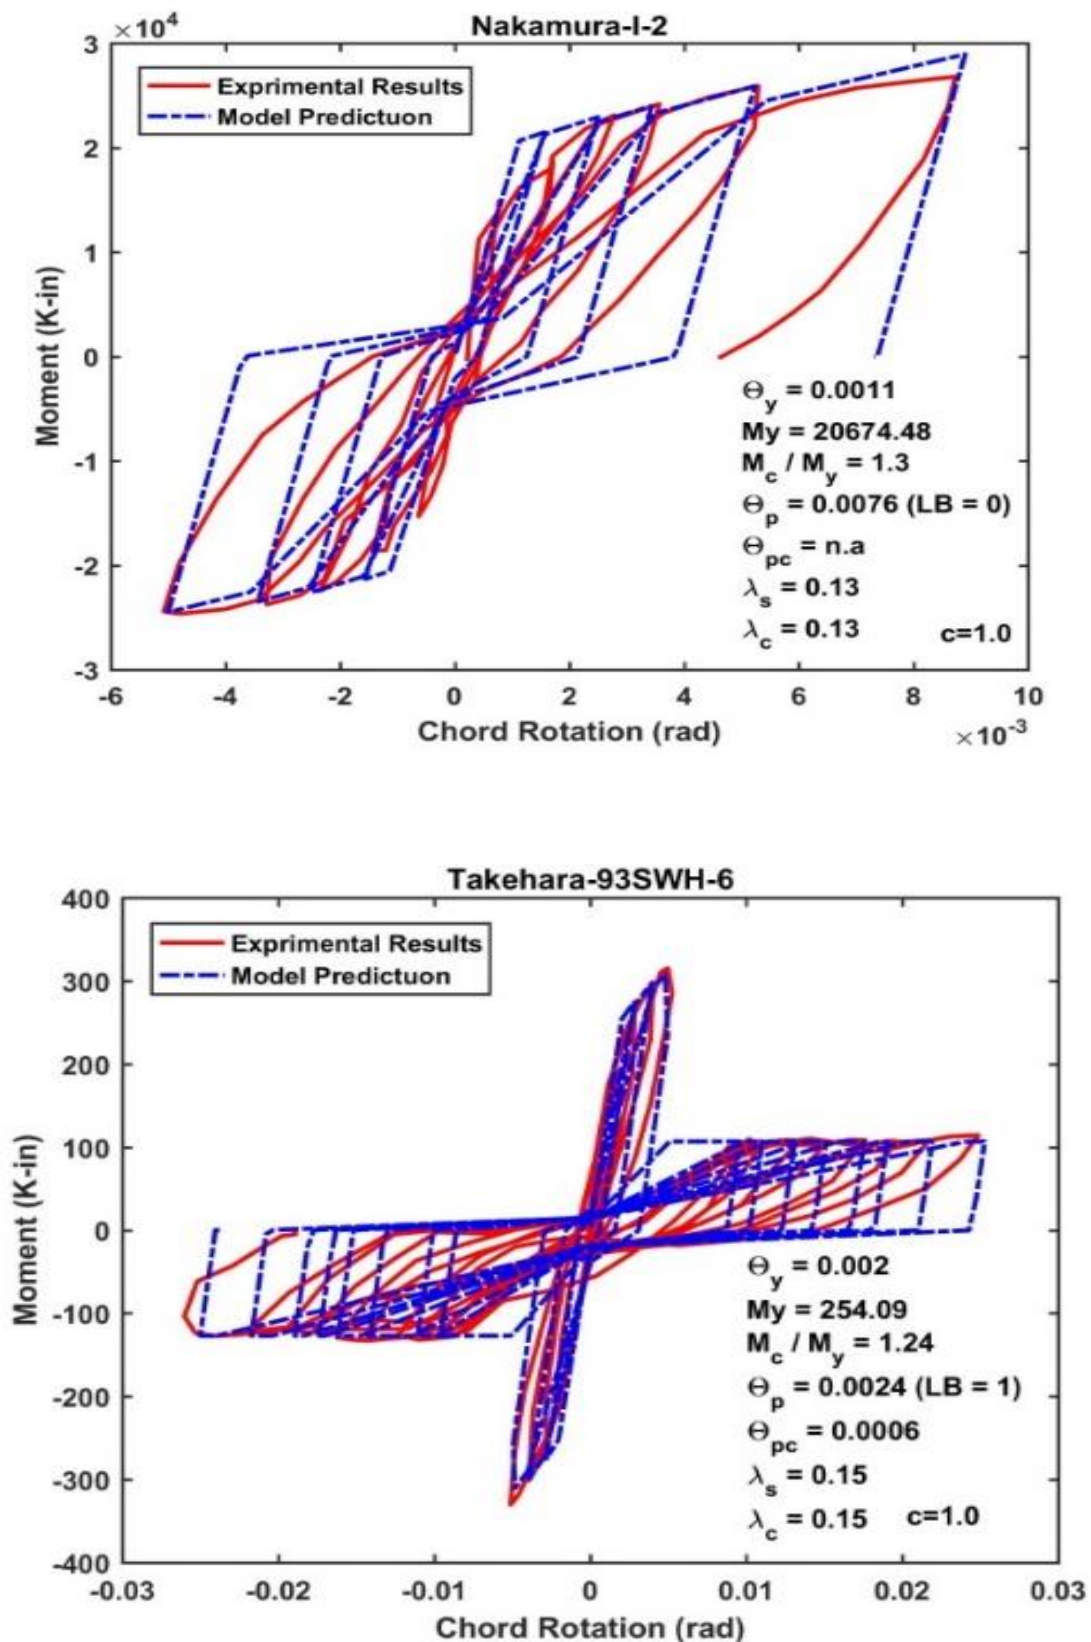 Nakamura-I-2
×10⁴
Exprimental Results
Model Predictuon
3
2
1
0
-1
-2
-3
Moment (K-in)
Θy = 0.0011
My = 20674.48
Mc / My = 1.3
Θp = 0.0076 (LB = 0)
Θpc = n.a
λs = 0.13
λc = 0.13 c=1.0
-6 -4 -2 0 2 4 6 8 10
Chord Rotation (rad) ×10⁻³
Takehara-93SWH-6
Exprimental Results
Model Predictuon
400
300
200
100
0
-100
-200
-300
-400
Moment (K-in)
Θy = 0.002
My = 254.09
Mc / My = 1.24
Θp = 0.0024 (LB = 1)
Θpc = 0.0006
λs = 0.15
λc = 0.15 c=1.0
-0.03 -0.02 -0.01 0 0.01 0.02 0.03
Chord Rotation (rad)